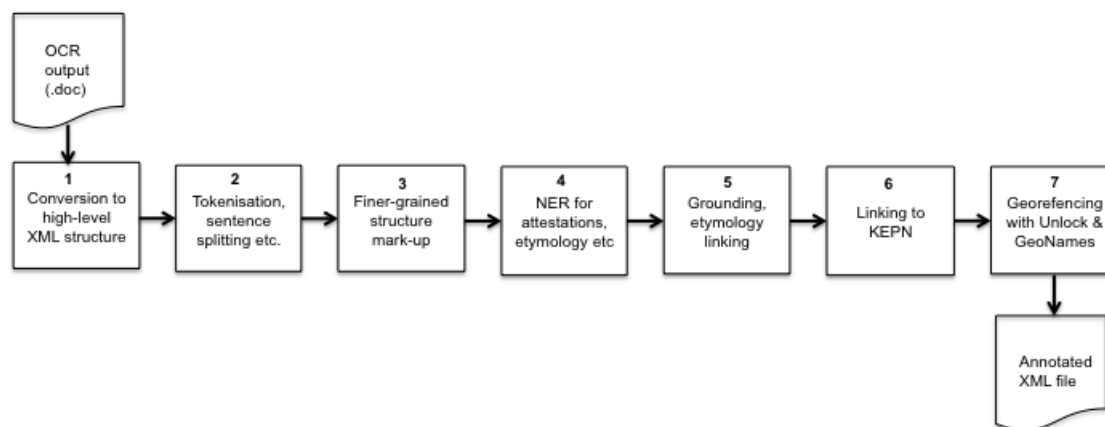 OCR
output
(.doc)
1
Conversion to
high-level
XML structure
2
Tokenisation,
sentence
splitting etc.
3
Finer-grained
structure
mark-up
4
NER for
attestations,
etymology etc
5
Grounding,
etymology
linking
6
Linking to
KEPN
7
Georefencing
with Unlock &
GeoNames
Annotated
XML file